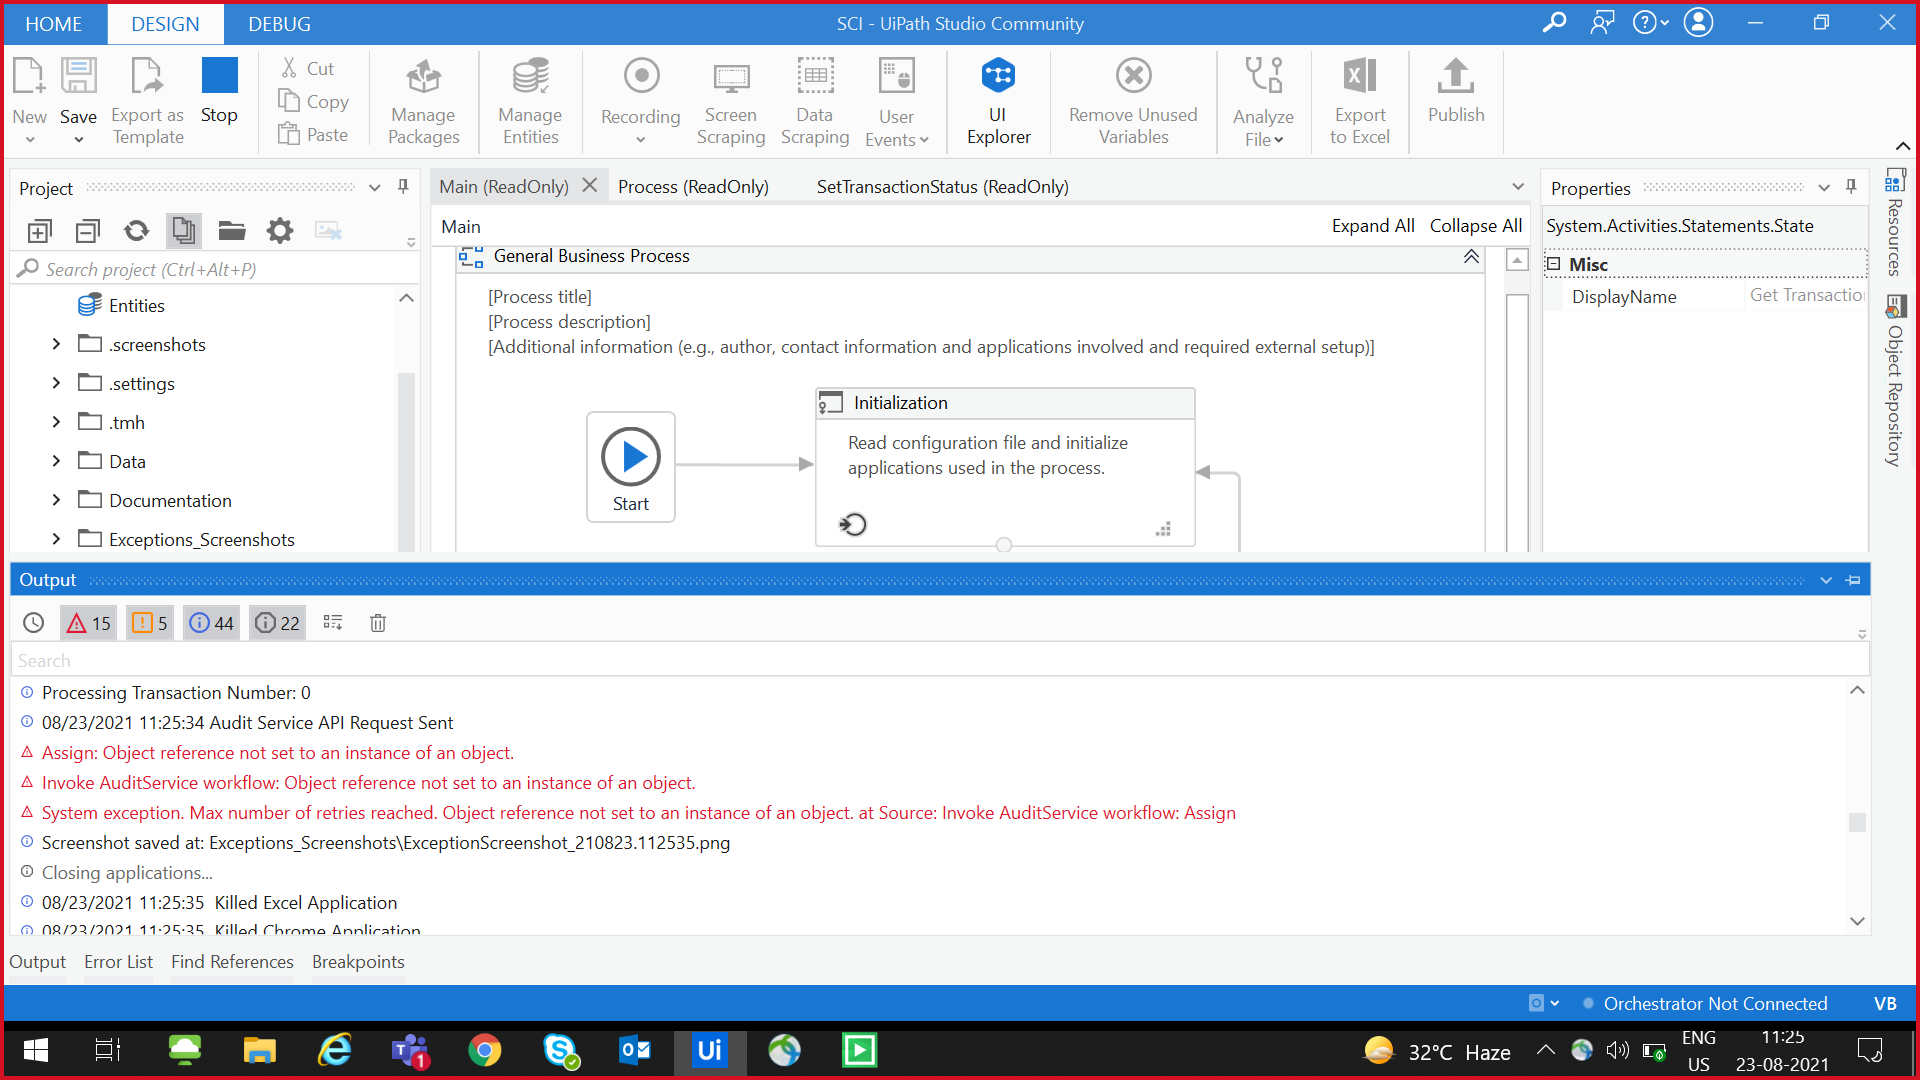 HOME DESIGN DEBUG SCI - UiPath Studio Community
New Save Export as Template Stop Cut Copy Paste Manage Packages Manage Entities Recording Screen Scraping Data Scraping User Events UI Explorer Remove Unused Variables Analyze File Export to Excel Publish
Project
Search project (Ctrl+Alt+P)
Entities
.screenshots
.settings
.tmh
Data
Documentation
Exceptions_Screenshots
Main (ReadOnly) Process (ReadOnly) SetTransactionStatus (ReadOnly)
Main Expand All Collapse All
General Business Process
[Process title]
[Process description]
[Additional information (e.g., author, contact information and applications involved and required external setup)]
Start
Initialization
Read configuration file and initialize
applications used in the process.
Properties
System.Activities.Statements.State
Misc
DisplayName Get Transactio
Resources
Object Repository
Output
15 5 44 22
Search
Processing Transaction Number: 0
08/23/2021 11:25:34 Audit Service API Request Sent
Assign: Object reference not set to an instance of an object.
Invoke AuditService workflow: Object reference not set to an instance of an object.
System exception. Max number of retries reached. Object reference not set to an instance of an object. at Source: Invoke AuditService workflow: Assign
Screenshot saved at: Exceptions_Screenshots\ExceptionScreenshot_210823.112535.png
Closing applications...
08/23/2021 11:25:35 Killed Excel Application
08/23/2021 11:25:35 Killed Chrome Application
Output Error List Find References Breakpoints
Orchestrator Not Connected VB
1 Ui 32°C Haze ENG US 11:25 23-08-2021